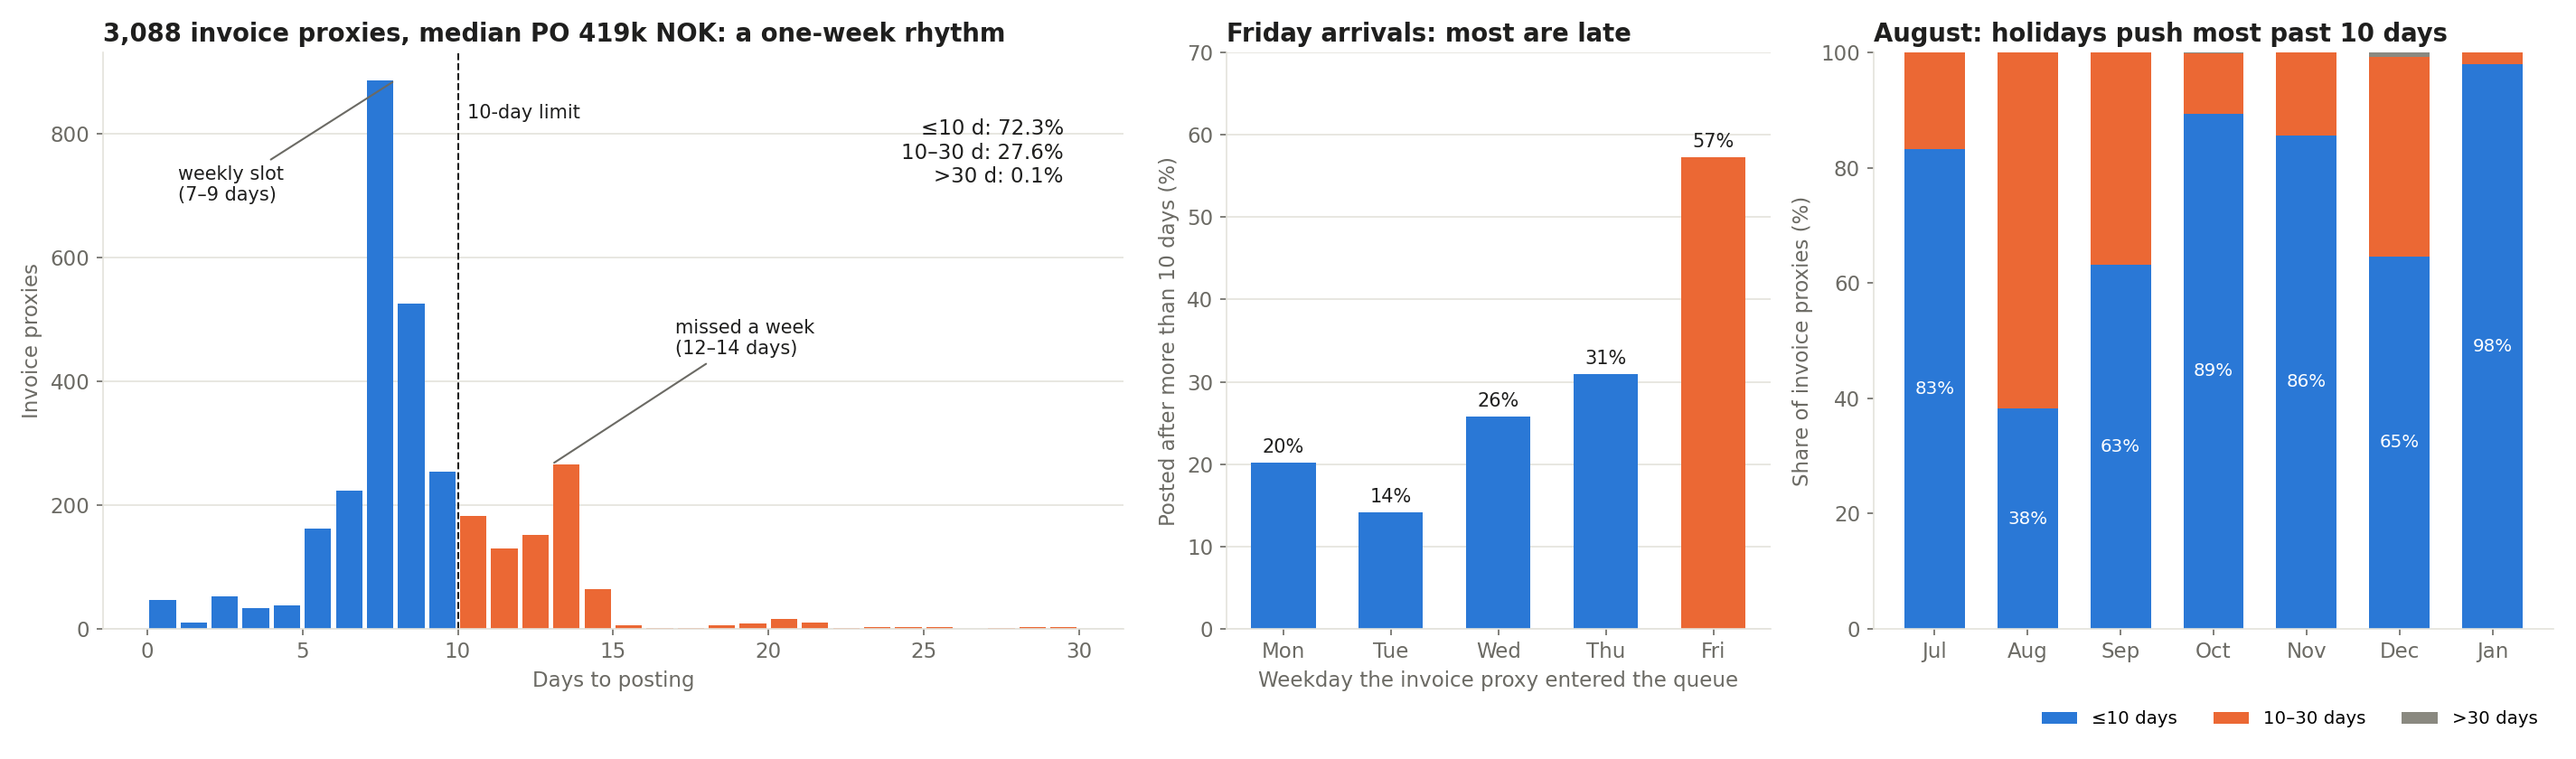 3,088 invoice proxies, median PO 419k NOK: a one-week rhythm
Invoice proxies
800
600
400
200
0
weekly slot
(7–9 days)
10-day limit
≤10 d: 72.3%
10–30 d: 27.6%
>30 d: 0.1%
missed a week
(12–14 days)
0
5
10
15
20
25
30
Days to posting
Friday arrivals: most are late
Posted after more than 10 days (%)
70
60
50
40
30
20
10
0
20%
14%
26%
31%
57%
Mon
Tue
Wed
Thu
Fri
Weekday the invoice proxy entered the queue
August: holidays push most past 10 days
Share of invoice proxies (%)
100
80
60
40
20
0
83%
38%
63%
89%
86%
65%
98%
Jul
Aug
Sep
Oct
Nov
Dec
Jan
≤10 days
10–30 days
>30 days